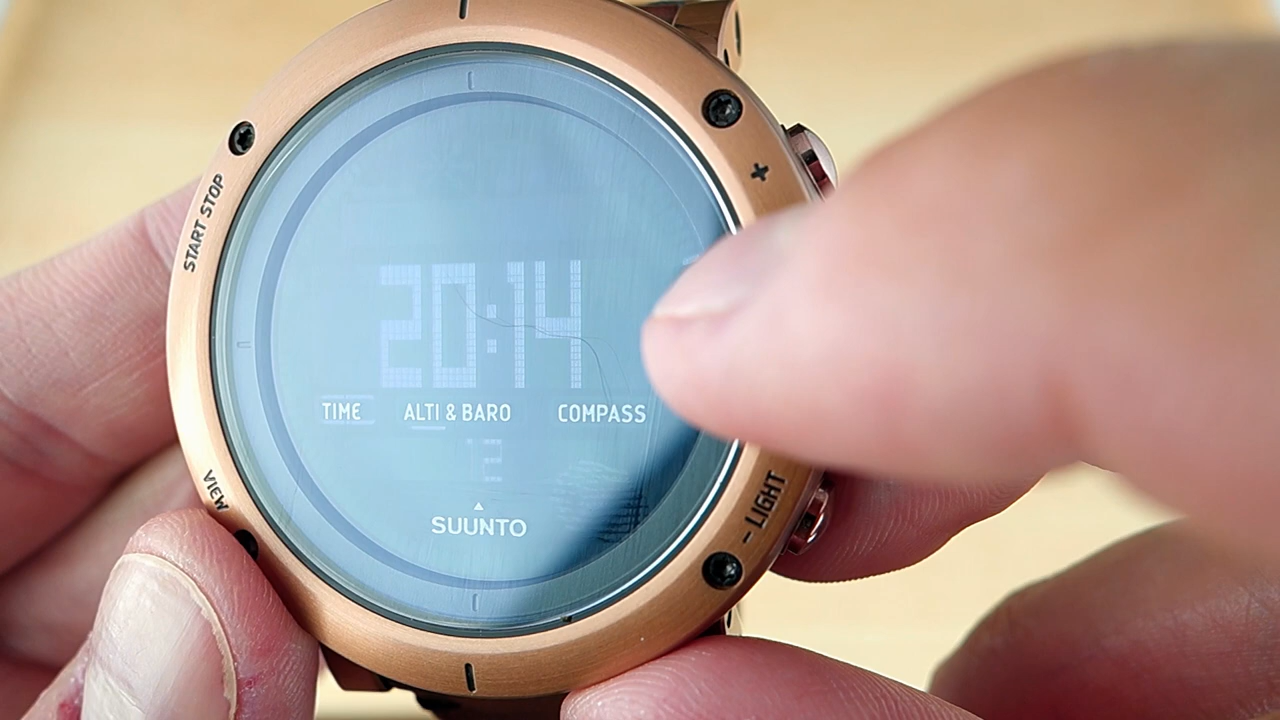 START STOP
+
20:14
TIME ALTI & BARO COMPASS
SUUNTO
VIEW
- LIGHT